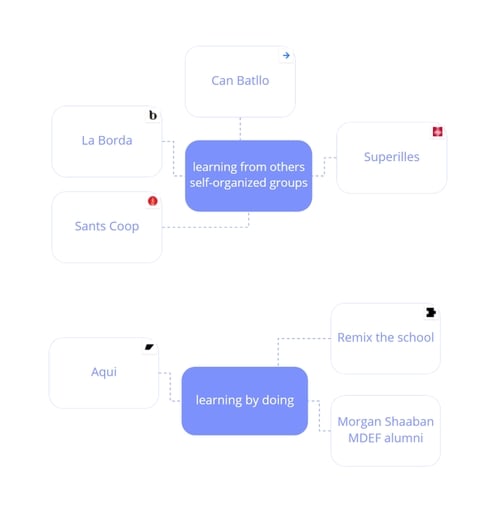 Can Batllo
b
La Borda
learning from others
self-organized groups
Superilles
Sants Coop
Remix the school
Aqui
learning by doing
Morgan Shaaban
MDEF alumni